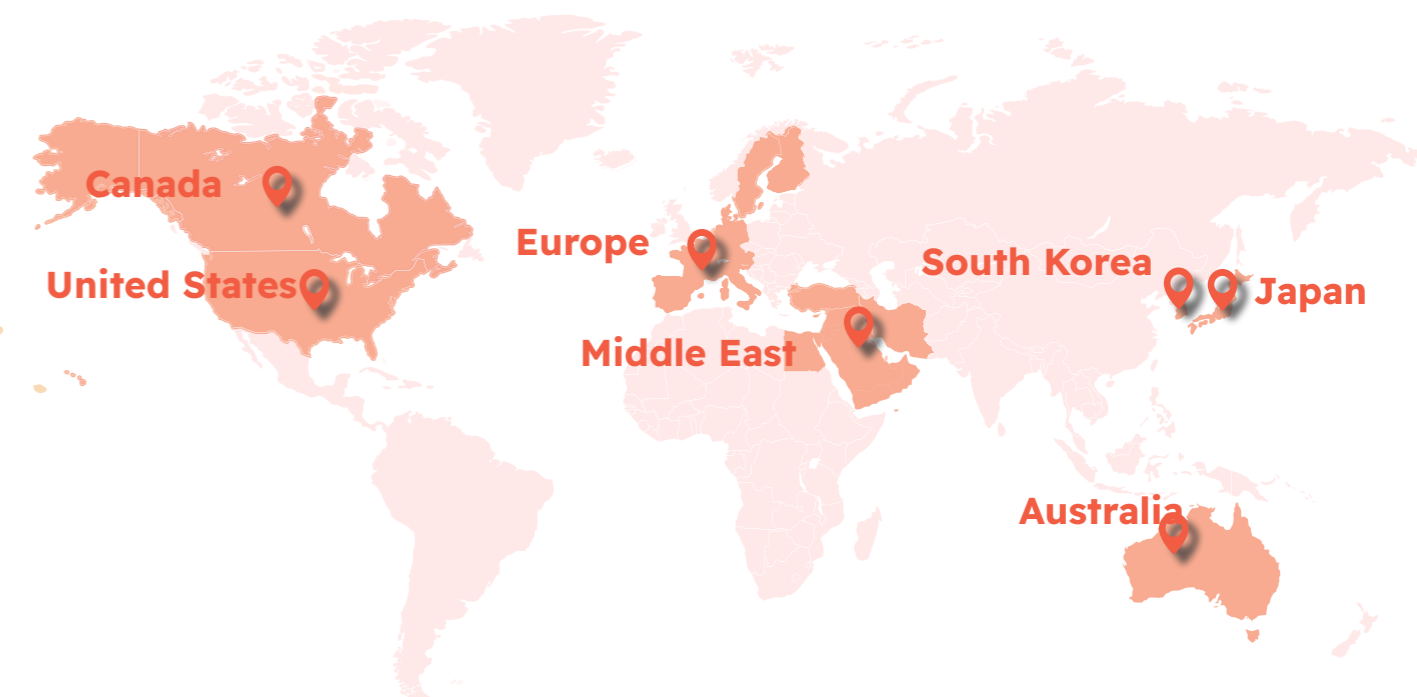 Canada
United States
Europe
South Korea
Japan
Middle East
Australia